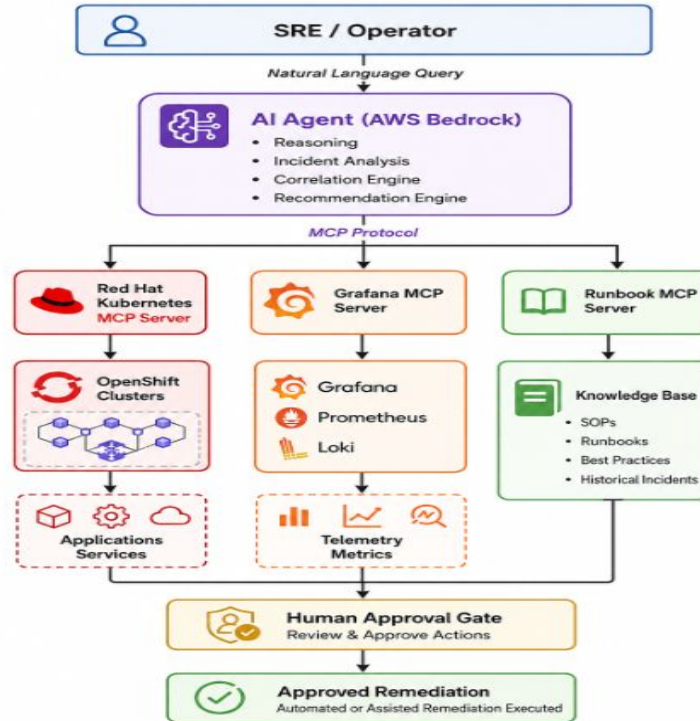 SRE / Operator
Natural Language Query
AI Agent (AWS Bedrock)
• Reasoning
• Incident Analysis
• Correlation Engine
• Recommendation Engine
MCP Protocol
Red Hat
Kubernetes
MCP Server
Grafana MCP
Server
Runbook MCP
Server
OpenShift
Clusters
Grafana
Prometheus
Loki
Knowledge Base
• SOPs
• Runbooks
• Best Practices
• Historical Incidents
Applications
Services
Telemetry
Metrics
Human Approval Gate
Review & Approve Actions
Approved Remediation
Automated or Assisted Remediation Executed